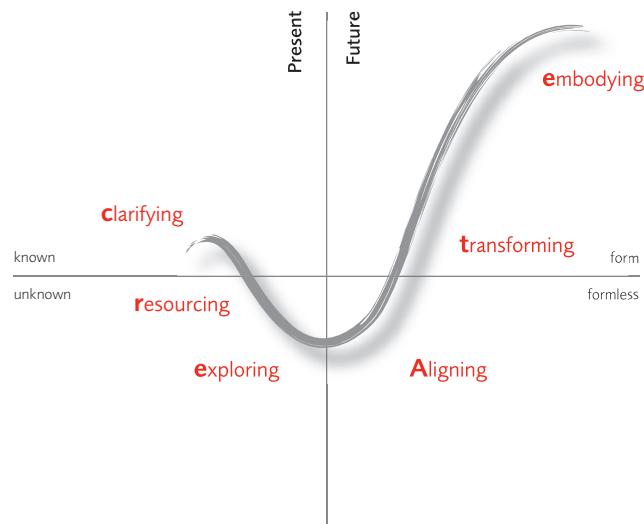 Present
Future
embodying
clarifying
transforming
known
form
unknown
formless
resourcing
exploring
Aligning